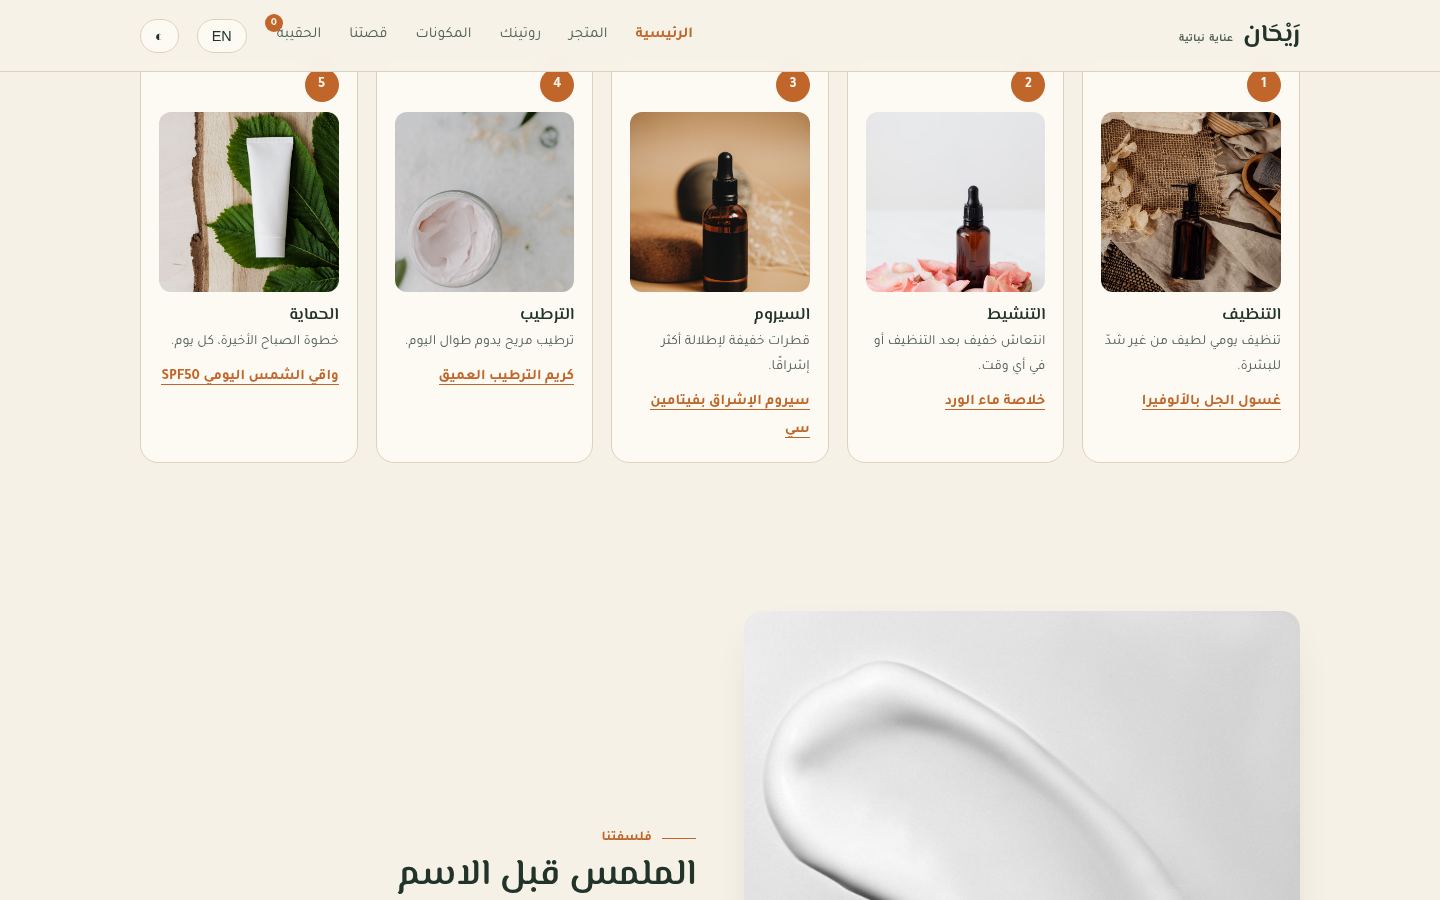 رَيْحَان
عناية نباتية
الرئيسية
المتجر
روتينك
المكونات
قصتنا
الحقيبة
0
EN
1
التنظيف
تنظيف يومي لطيف من غير شدّ
للبشرة.
غسول الجل بالألوفيرا
2
التنشيط
انتعاش خفيف بعد التنظيف أو
في أي وقت.
خلاصة ماء الورد
3
السيروم
قطرات خفيفة لإطلالة أكثر
إشراقًا.
سيروم الإشراق بفيتامين
سي
4
الترطيب
ترطيب مريح يدوم طوال اليوم.
كريم الترطيب العميق
5
الحماية
خطوة الصباح الأخيرة، كل يوم.
واقي الشمس اليومي SPF50
فلسفتنا
الملمس قبل الاسم